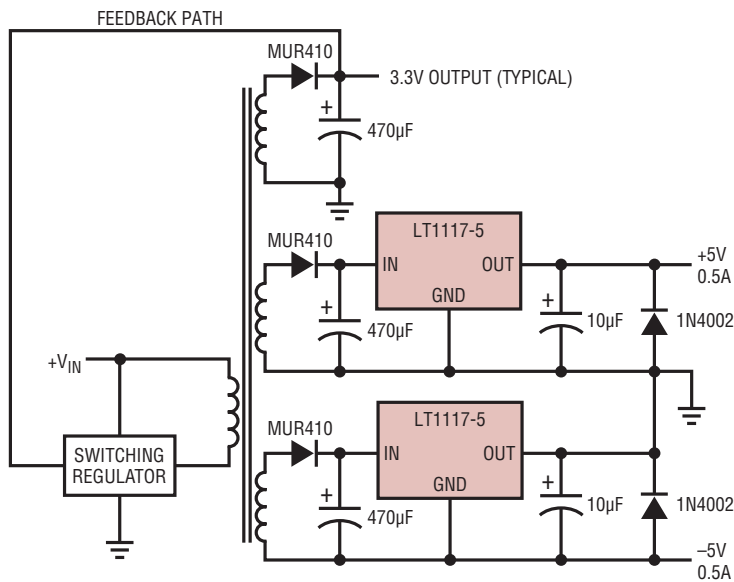 FEEDBACK PATH
MUR410
3.3V OUTPUT (TYPICAL)
+
470µF
MUR410
LT1117-5
IN
OUT
GND
+
470µF
+
10µF
1N4002
+5V
0.5A
+VIN
SWITCHING
REGULATOR
MUR410
LT1117-5
IN
OUT
GND
+
470µF
+
10µF
1N4002
–5V
0.5A